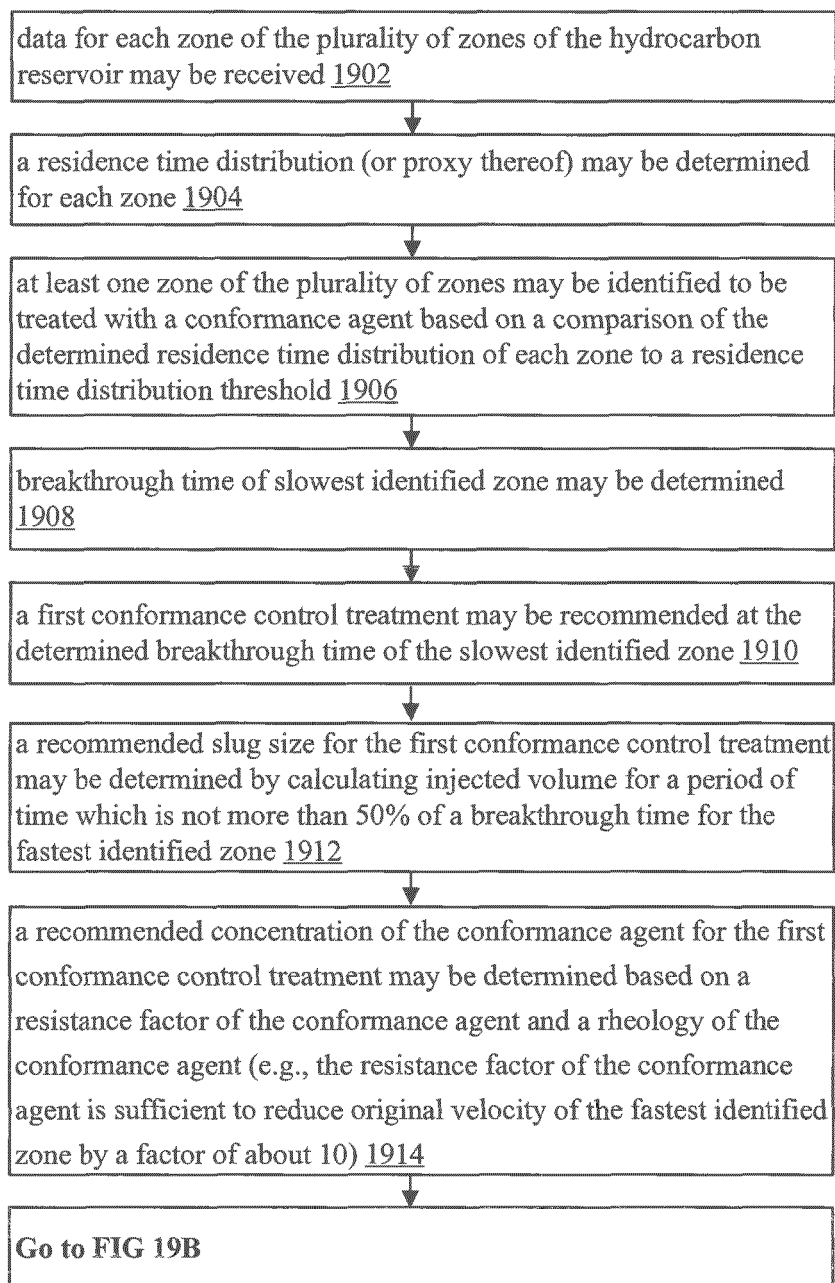 data for each zone of the plurality of zones of the hydrocarbon
reservoir may be received 1902
a residence time distribution (or proxy thereof) may be determined
for each zone 1904
at least one zone of the plurality of zones may be identified to be
treated with a conformance agent based on a comparison of the
determined residence time distribution of each zone to a residence
time distribution threshold 1906
breakthrough time of slowest identified zone may be determined
1908
a first conformance control treatment may be recommended at the
determined breakthrough time of the slowest identified zone 1910
a recommended slug size for the first conformance control treatment
may be determined by calculating injected volume for a period of
time which is not more than 50% of a breakthrough time for the
fastest identified zone 1912
a recommended concentration of the conformance agent for the first
conformance control treatment may be determined based on a
resistance factor of the conformance agent and a rheology of the
conformance agent (e.g., the resistance factor of the conformance
agent is sufficient to reduce original velocity of the fastest identified
zone by a factor of about 10) 1914
Go to FIG 19B